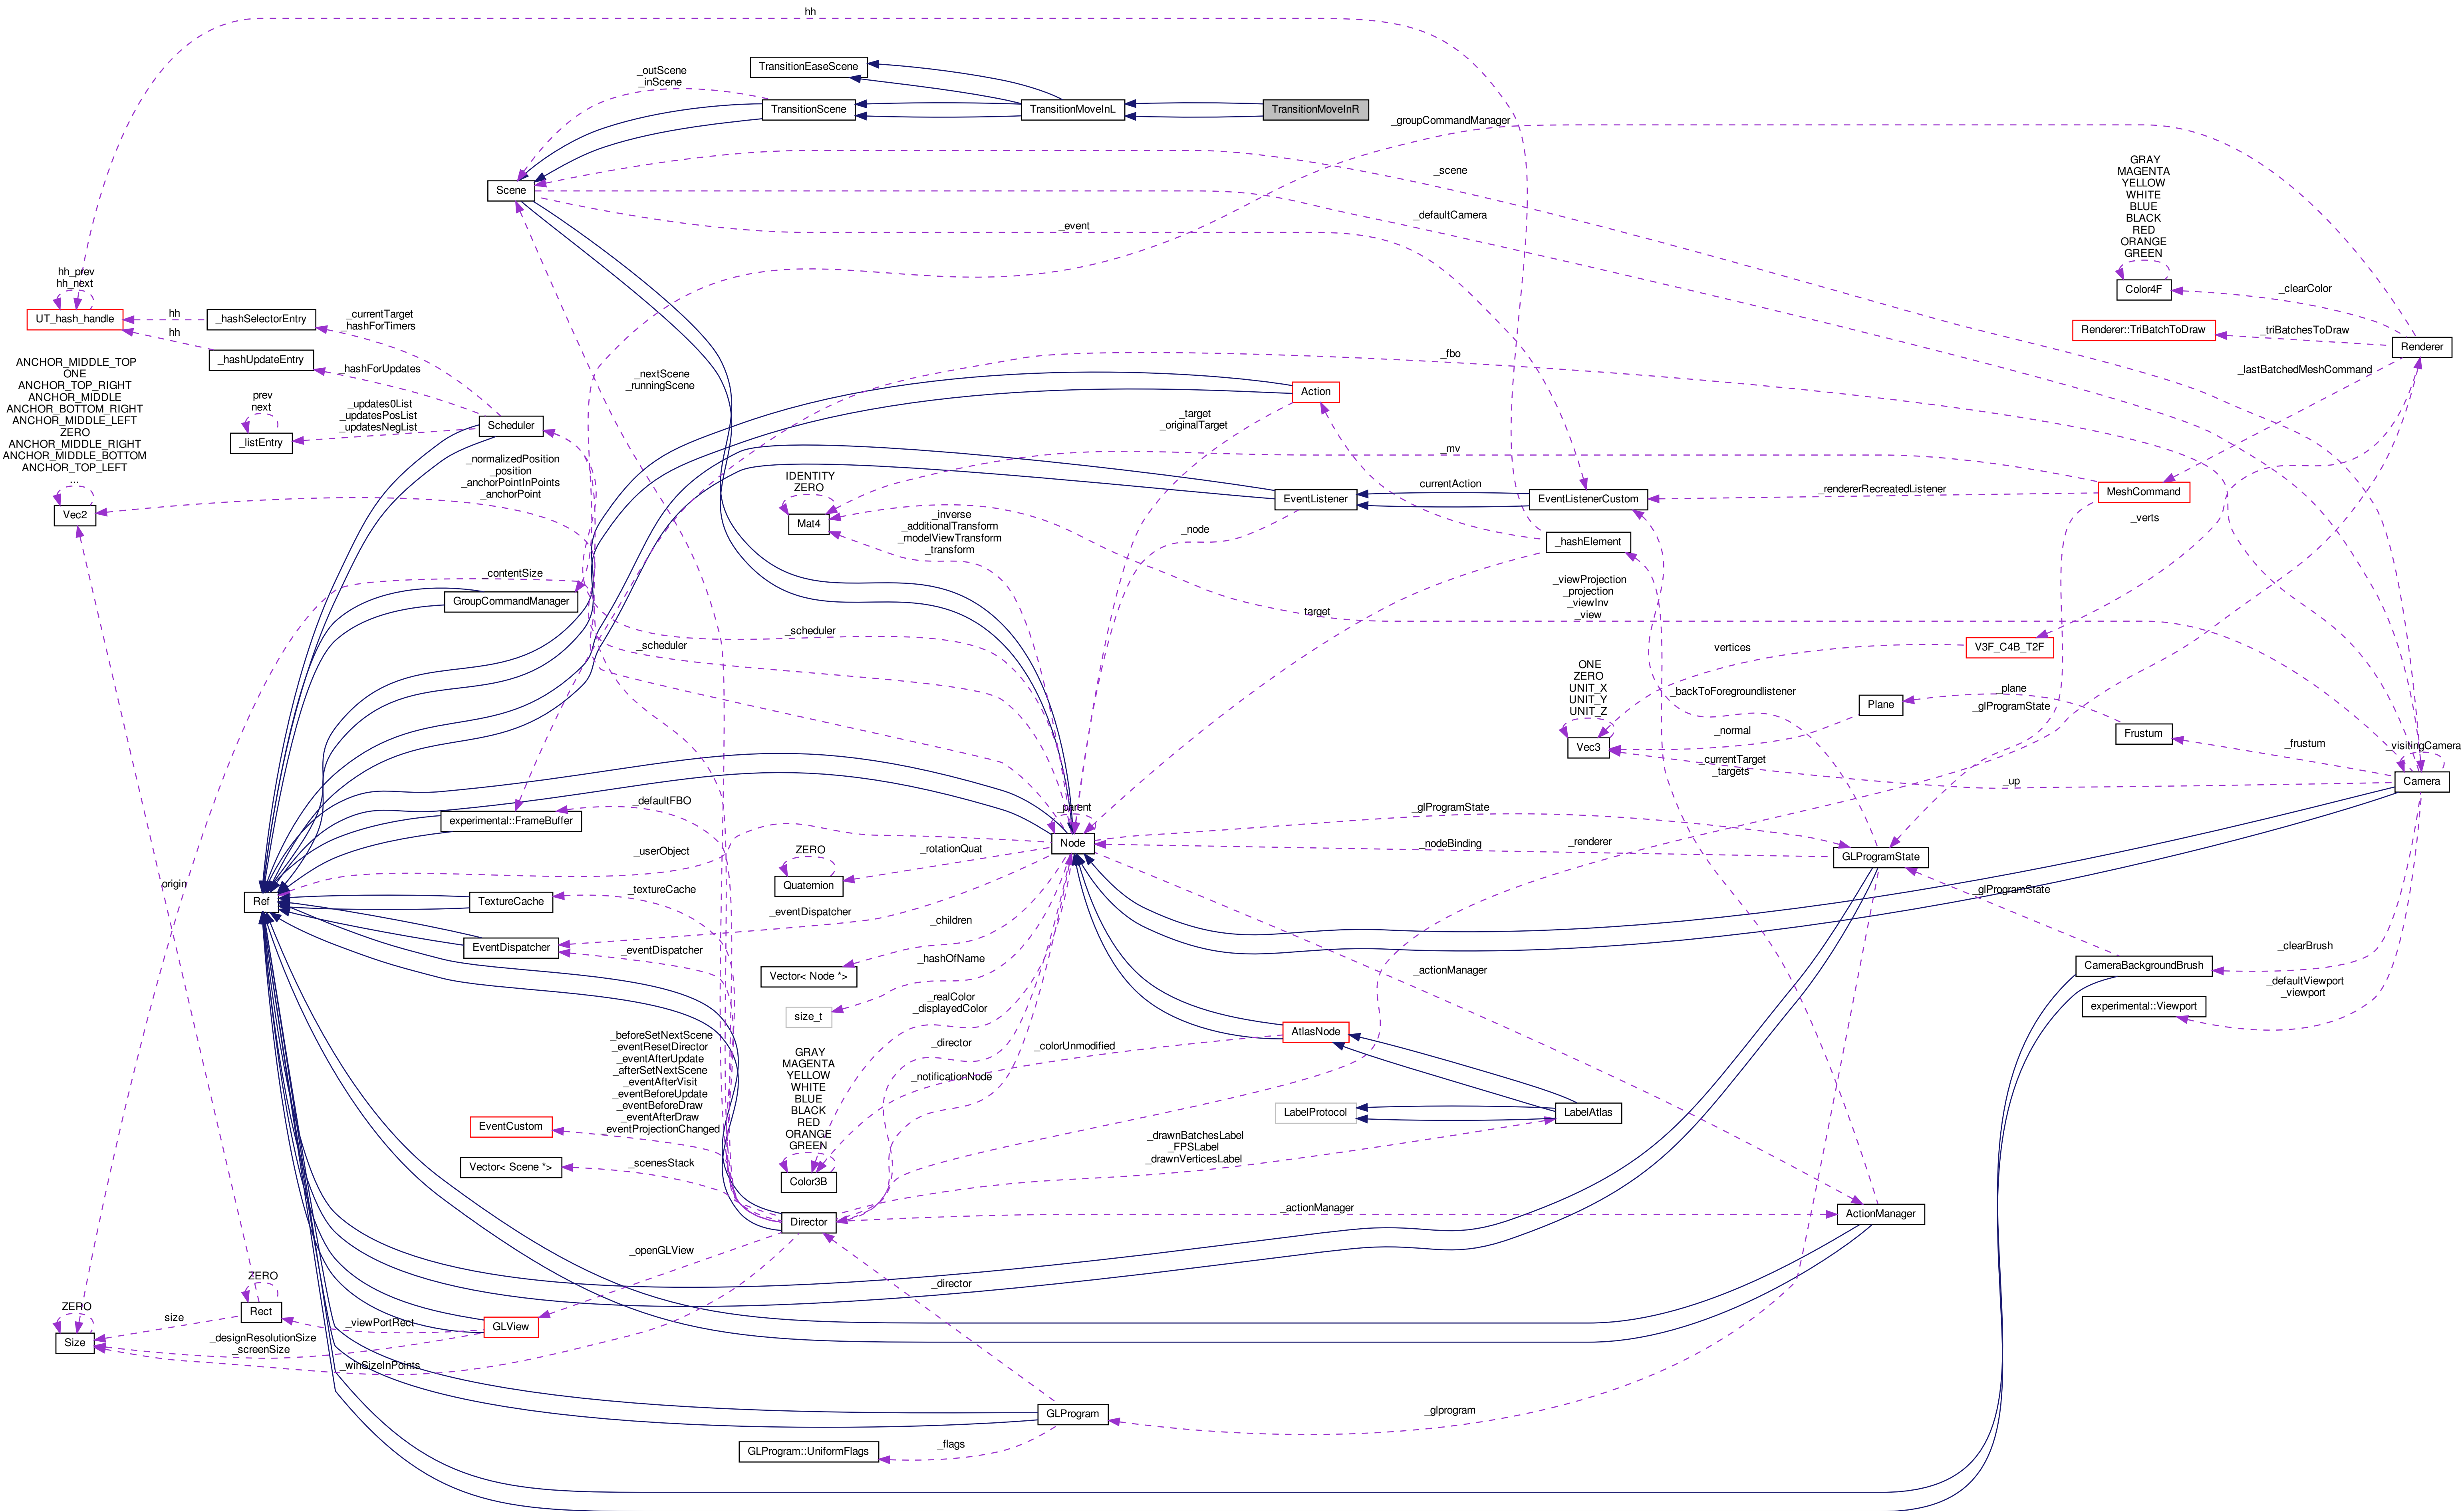 hh
TransitionEaseScene
_outScene
_inScene
TransitionScene
TransitionMoveInL
TransitionMoveInR
_groupCommandManager
GRAY
MAGENTA
YELLOW
WHITE
BLUE
BLACK
RED
ORANGE
GREEN
_scene
Scene
_defaultCamera
_event
hh_prev
hh_next
Color4F
_clearColor
UT_hash_handle
hh
_hashSelectorEntry
_currentTarget
_hashForTimers
Renderer::TriBatchToDraw
_triBatchesToDraw
Renderer
hh
_hashUpdateEntry
_hashForUpdates
_fbo
_lastBatchedMeshCommand
ANCHOR_MIDDLE_TOP
ONE
ANCHOR_TOP_RIGHT
ANCHOR_MIDDLE
ANCHOR_BOTTOM_RIGHT
ANCHOR_MIDDLE_LEFT
ZERO
ANCHOR_MIDDLE_RIGHT
ANCHOR_MIDDLE_BOTTOM
ANCHOR_TOP_LEFT
...
_nextScene
_runningScene
Action
prev
next
_listEntry
_updates0List
_updatesPosList
_updatesNegList
Scheduler
_target
_originalTarget
_mv
_normalizedPosition
_position
_anchorPointInPoints
_anchorPoint
IDENTITY
ZERO
currentAction
EventListener
EventListenerCustom
_rendererRecreatedListener
MeshCommand
Vec2
Mat4
_inverse
_additionalTransform
_modelViewTransform
_transform
_node
_verts
_hashElement
_contentSize
GroupCommandManager
_viewProjection
_projection
_viewInv
_view
target
_scheduler
_scheduler
vertices
V3F_C4B_T2F
ONE
ZERO
UNIT_X
UNIT_Y
UNIT_Z
_backToForegroundlistener
_plane
Plane
_glProgramState
_normal
Frustum
Vec3
_frustum
_visitingCamera
_currentTarget
_targets
_up
Camera
_defaultFBO
experimental::FrameBuffer
_parent
_glProgramState
Node
_nodeBinding
_renderer
GLProgramState
ZERO
_rotationQuat
_userObject
Quaternion
_textureCache
_glProgramState
Ref
TextureCache
_eventDispatcher
_children
EventDispatcher
_eventDispatcher
_clearBrush
_hashOfName
Vector< Node *>
_actionManager
CameraBackgroundBrush
_defaultViewport
_viewport
experimental::Viewport
_realColor
_displayedColor
size_t
AtlasNode
_beforeSetNextScene
_eventResetDirector
_eventAfterUpdate
_afterSetNextScene
_eventAfterVisit
_eventBeforeUpdate
_eventBeforeDraw
_eventAfterDraw
_eventProjectionChanged
_director
_colorUnmodified
GRAY
MAGENTA
YELLOW
WHITE
BLUE
BLACK
RED
ORANGE
GREEN
_notificationNode
LabelProtocol
LabelAtlas
EventCustom
_drawnBatchesLabel
_FPSLabel
_drawnVerticesLabel
Vector< Scene *>
_scenesStack
Color3B
origin
Director
_actionManager
ActionManager
_openGLView
ZERO
Rect
_director
ZERO
size
_viewPortRect
GLView
Size
_designResolutionSize
_screenSize
_winSizeInPoints
GLProgram
_glprogram
GLProgram::UniformFlags
_flags